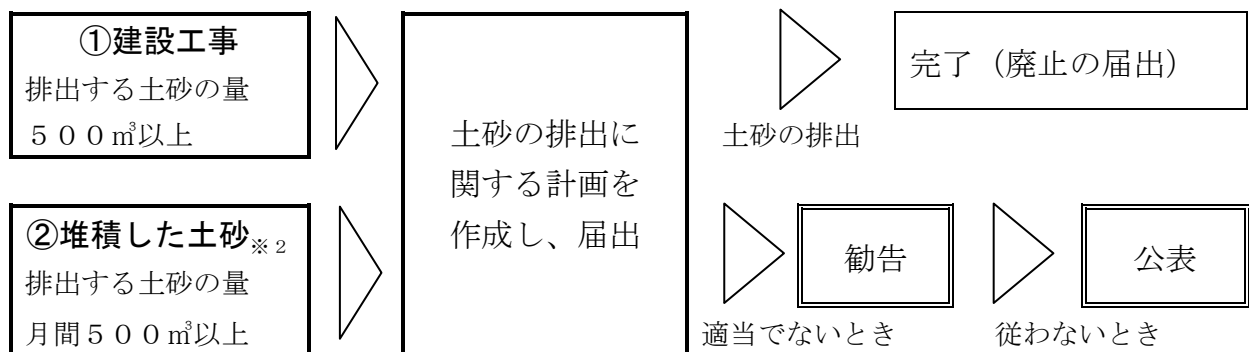 ①建設工事
排出する土砂の量
５００㎥以上
②堆積した土砂※２
排出する土砂の量
月間５００㎥以上
土砂の排出に
関する計画を
作成し、届出
土砂の排出
完了（廃止の届出）
適当でないとき
勧告
従わないとき
公表